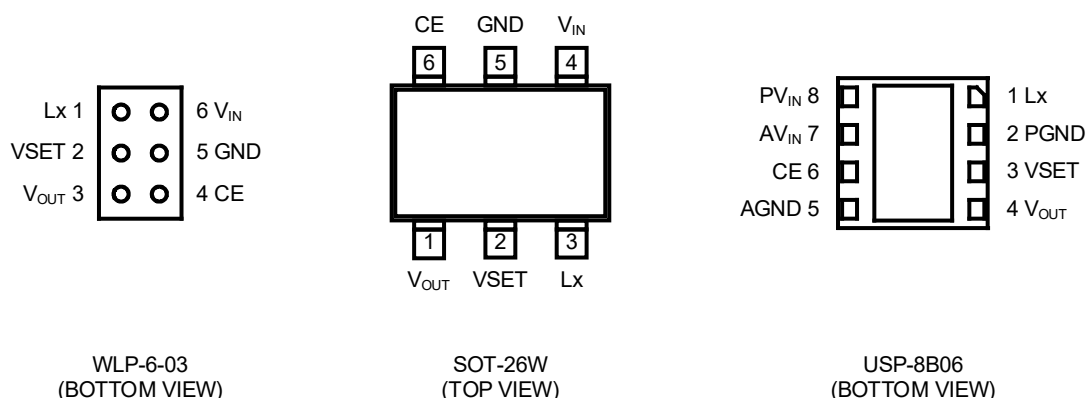 CE GND VIN
6 5 4
Lx 1 6 VIN
VSET 2 5 GND
VOUT 3 4 CE
1 2 3
VOUT VSET Lx
PVIN 8 1 Lx
AVIN 7 2 PGND
CE 6 3 VSET
AGND 5 4 VOUT
WLP-6-03
(BOTTOM VIEW)
SOT-26W
(TOP VIEW)
USP-8B06
(BOTTOM VIEW)